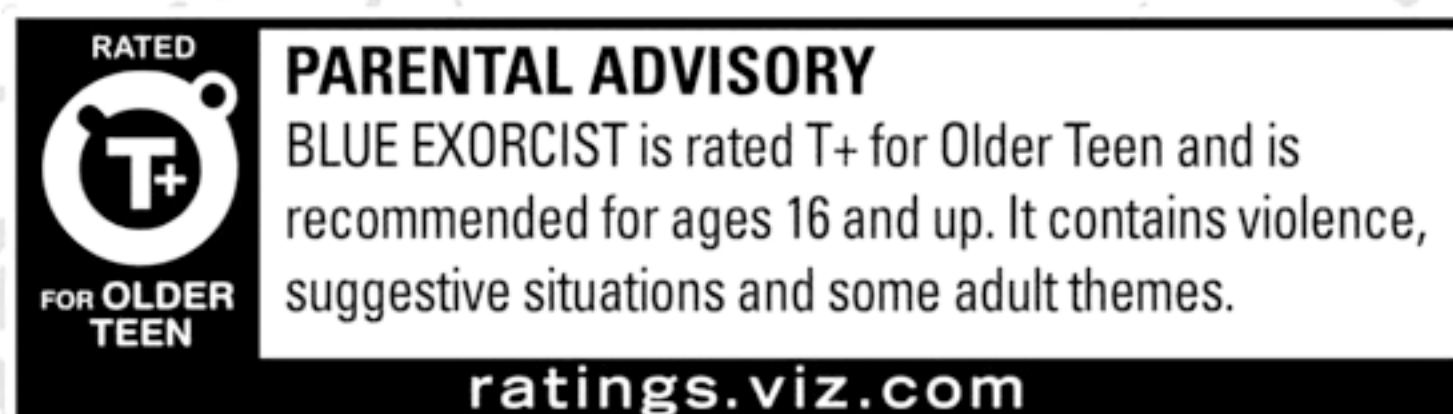 RATED
T+
FOR OLDER
TEEN
PARENTAL ADVISORY
BLUE EXORCIST is rated T+ for Older Teen and is
recommended for ages 16 and up. It contains violence,
suggestive situations and some adult themes.
ratings.viz.com